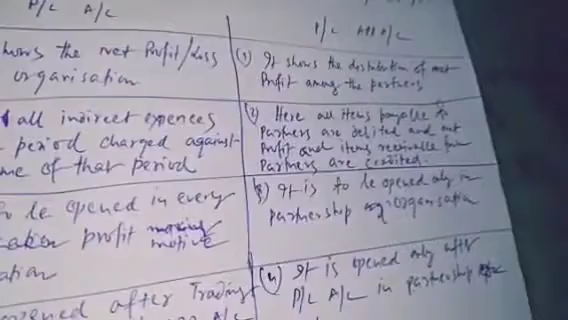 P/L A/C
P/L APP A/C
shows the net Profit/Loss
organisation
(1) It shows the distribution of net
Profit among the partners
all indirect expences
period charged against
me of that period
(2) Here all items payable to
Partners are debited and net
Profit and items receivable from
Partners are credited.
to be opened in every
profit motive
ation
(3) It is to be opened only in
partnership organisation
opened after Trading
A/C
(4) It is opened only after
P/L A/C in partnership